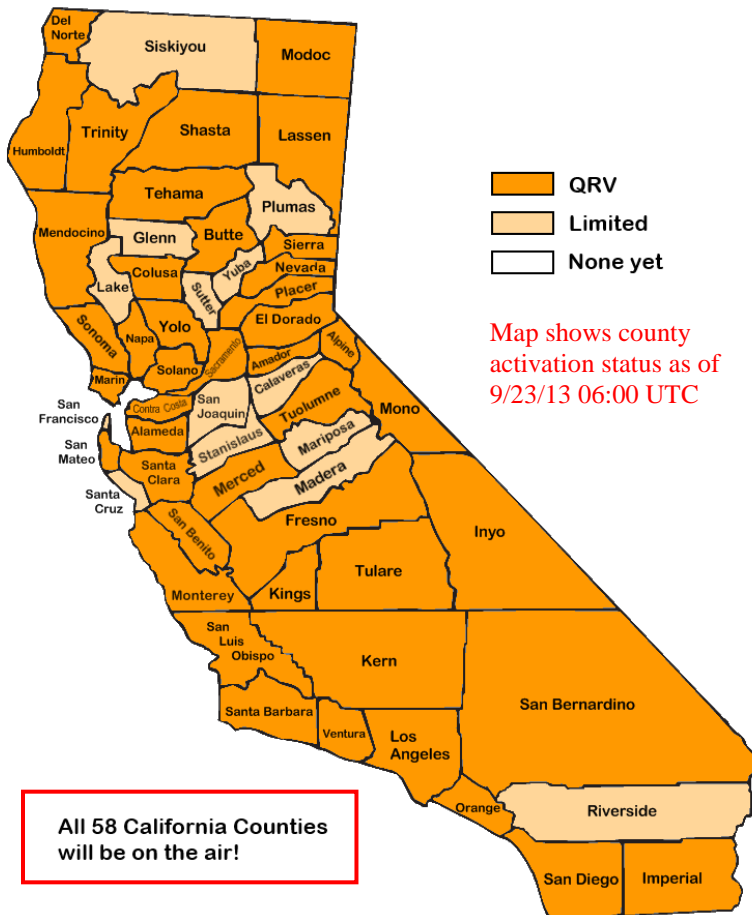 Del
Norte
Siskiyou
Modoc
Humboldt
Trinity
Shasta
Lassen
Tehama
Plumas
Mendocino
Glenn
Butte
Sierra
Lake
Colusa
Sutter
Yuba
Nevada
Placer
Sonoma
Napa
Yolo
El Dorado
Marin
Solano
Sacramento
Amador
Alpine
San
Francisco
Contra Costa
San
Joaquin
Calaveras
Tuolumne
Mono
San
Mateo
Alameda
Stanislaus
Mariposa
Santa
Clara
Merced
Madera
Santa
Cruz
San Benito
Fresno
Inyo
Monterey
Kings
Tulare
San
Luis
Obispo
Kern
San Bernardino
Santa Barbara
Ventura
Los
Angeles
Orange
Riverside
San Diego
Imperial
QRV
Limited
None yet
Map shows county
activation status as of
9/23/13 06:00 UTC
All 58 California Counties
will be on the air!